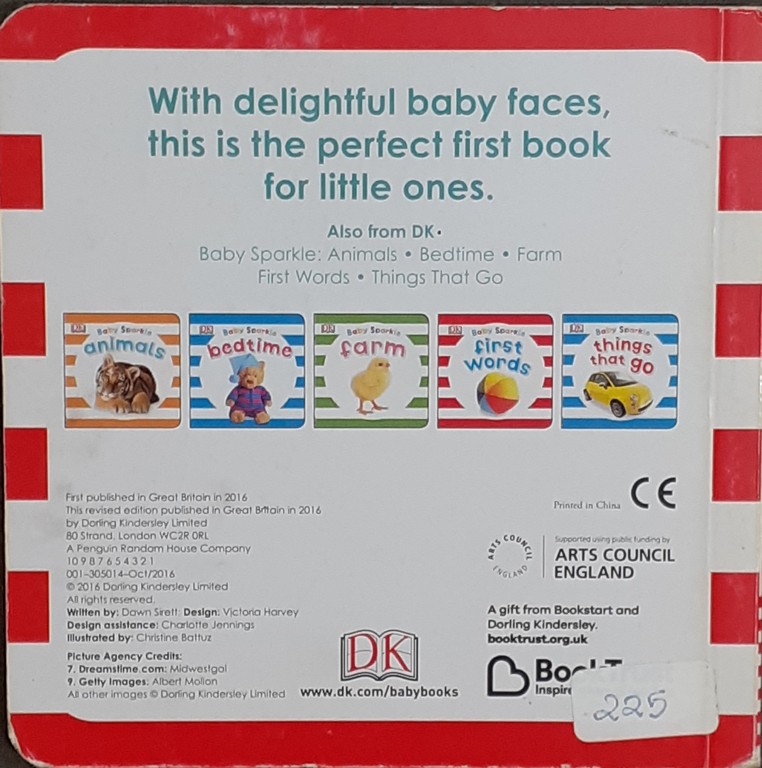 With delightful baby faces,
this is the perfect first book
for little ones.
Also from DK•
Baby Sparkle: Animals • Bedtime • Farm
First Words • Things That Go
DK Baby Sparkle animals
DK Baby Sparkle bedtime
DK Baby Sparkle farm
DK Baby Sparkle first words
DK Baby Sparkle things that go
First published in Great Britain in 2016
This revised edition published in Great Britain in 2016
by Dorling Kindersley Limited
80 Strand, London WC2R 0RL
A Penguin Random House Company
10 9 8 7 6 5 4 3 2 1
001–305014–Oct/2016
© 2016 Dorling Kindersley Limited
All rights reserved.
Written by: Dawn Sirett; Design: Victoria Harvey
Design assistance: Charlotte Jennings
Illustrated by: Christine Battuz
Picture Agency Credits:
7. Dreamstime.com: Midwestgal
9. Getty Images: Albert Mollon
All other images © Dorling Kindersley Limited
DK
www.dk.com/babybooks
Printed in China
CE
ARTS COUNCIL ENGLAND
Supported using public funding by
ARTS COUNCIL
ENGLAND
A gift from Bookstart and
Dorling Kindersley.
booktrust.org.uk
225